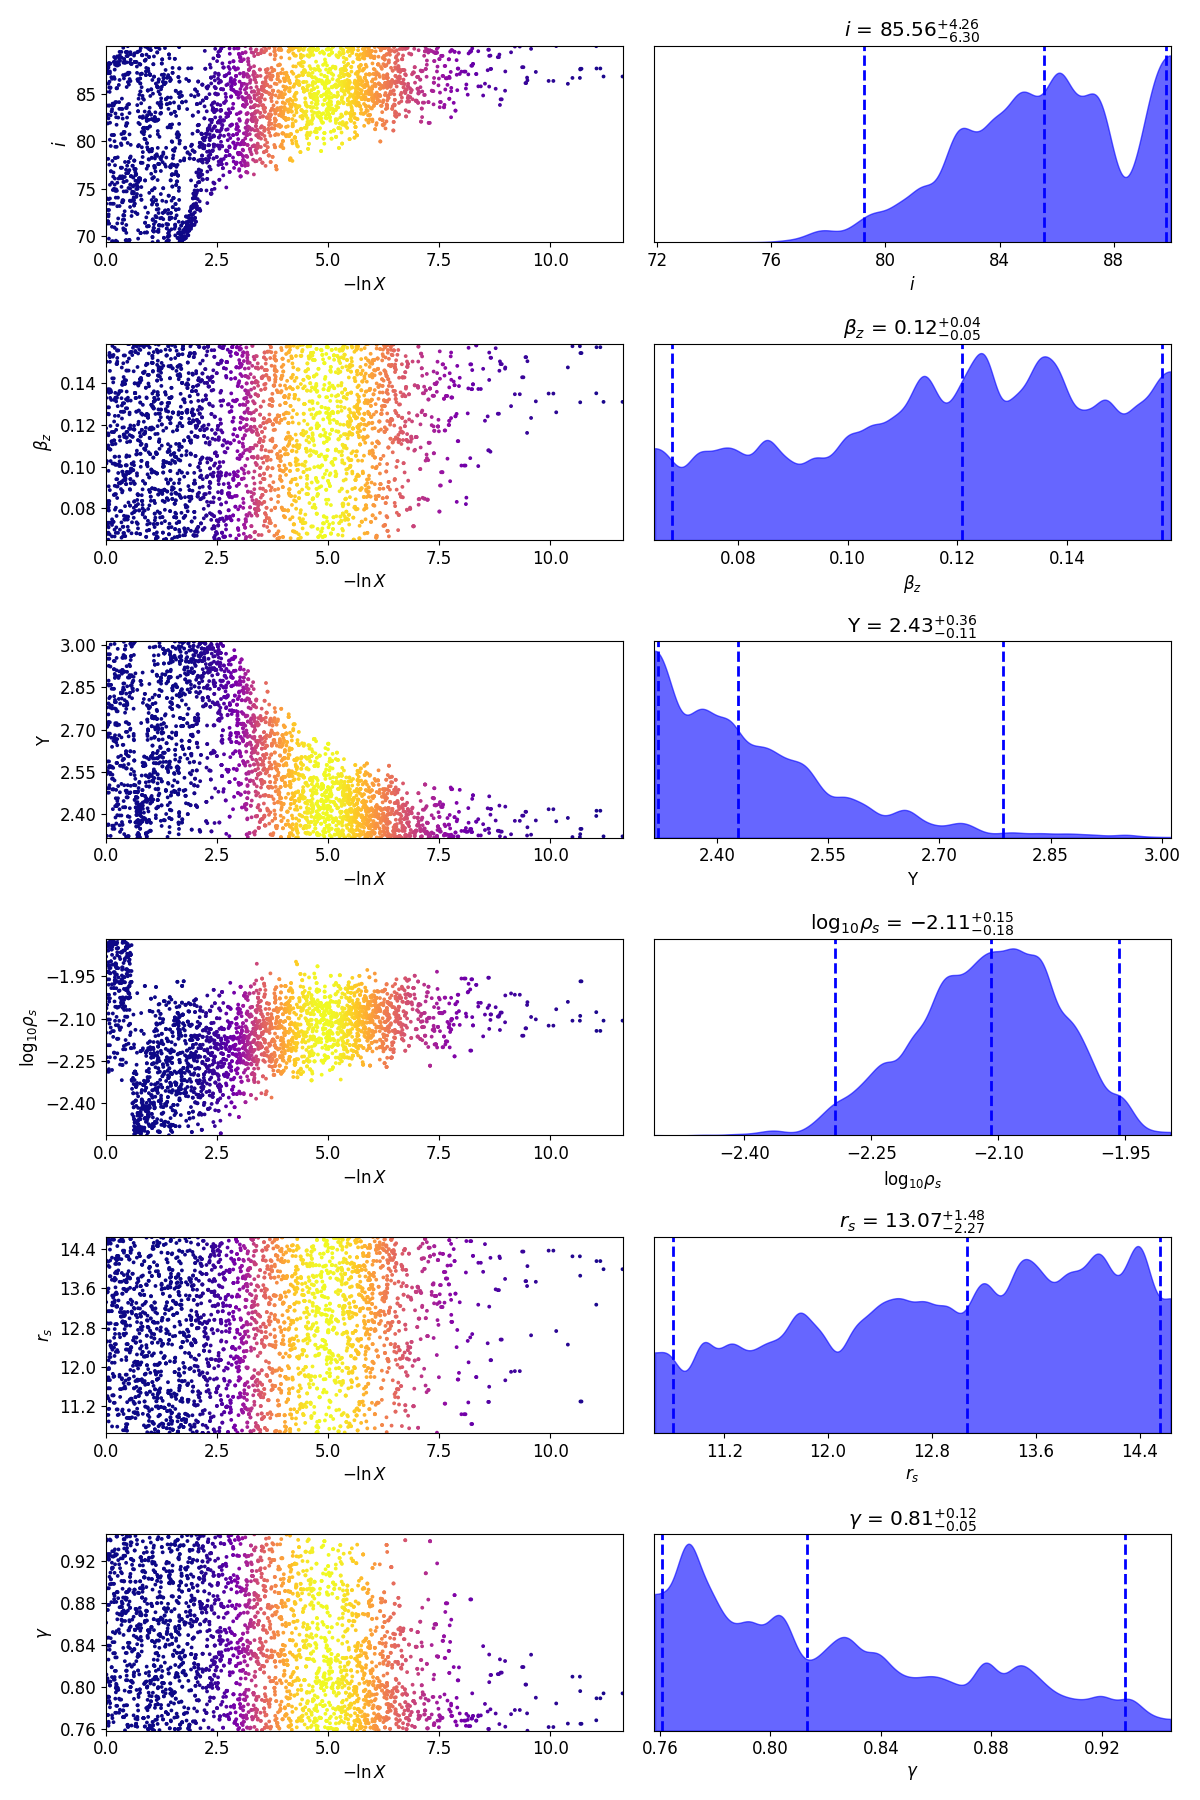 i = 85.56 +4.26 −6.30
85
80
75
70
i
0.0 2.5 5.0 7.5 10.0
−ln X
72 76 80 84 88
i
β_z = 0.12 +0.04 −0.05
0.14
0.12
0.10
0.08
β_z
0.0 2.5 5.0 7.5 10.0
−ln X
0.08 0.10 0.12 0.14
β_z
Y = 2.43 +0.36 −0.11
3.00
2.85
2.70
2.55
2.40
Y
0.0 2.5 5.0 7.5 10.0
−ln X
2.40 2.55 2.70 2.85 3.00
Y
log₁₀ρ_s = −2.11 +0.15 −0.18
−1.95
−2.10
−2.25
−2.40
log₁₀ρ_s
0.0 2.5 5.0 7.5 10.0
−ln X
−2.40 −2.25 −2.10 −1.95
log₁₀ρ_s
r_s = 13.07 +1.48 −2.27
14.4
13.6
12.8
12.0
11.2
r_s
0.0 2.5 5.0 7.5 10.0
−ln X
11.2 12.0 12.8 13.6 14.4
r_s
γ = 0.81 +0.12 −0.05
0.92
0.88
0.84
0.80
0.76
γ
0.0 2.5 5.0 7.5 10.0
−ln X
0.76 0.80 0.84 0.88 0.92
γ